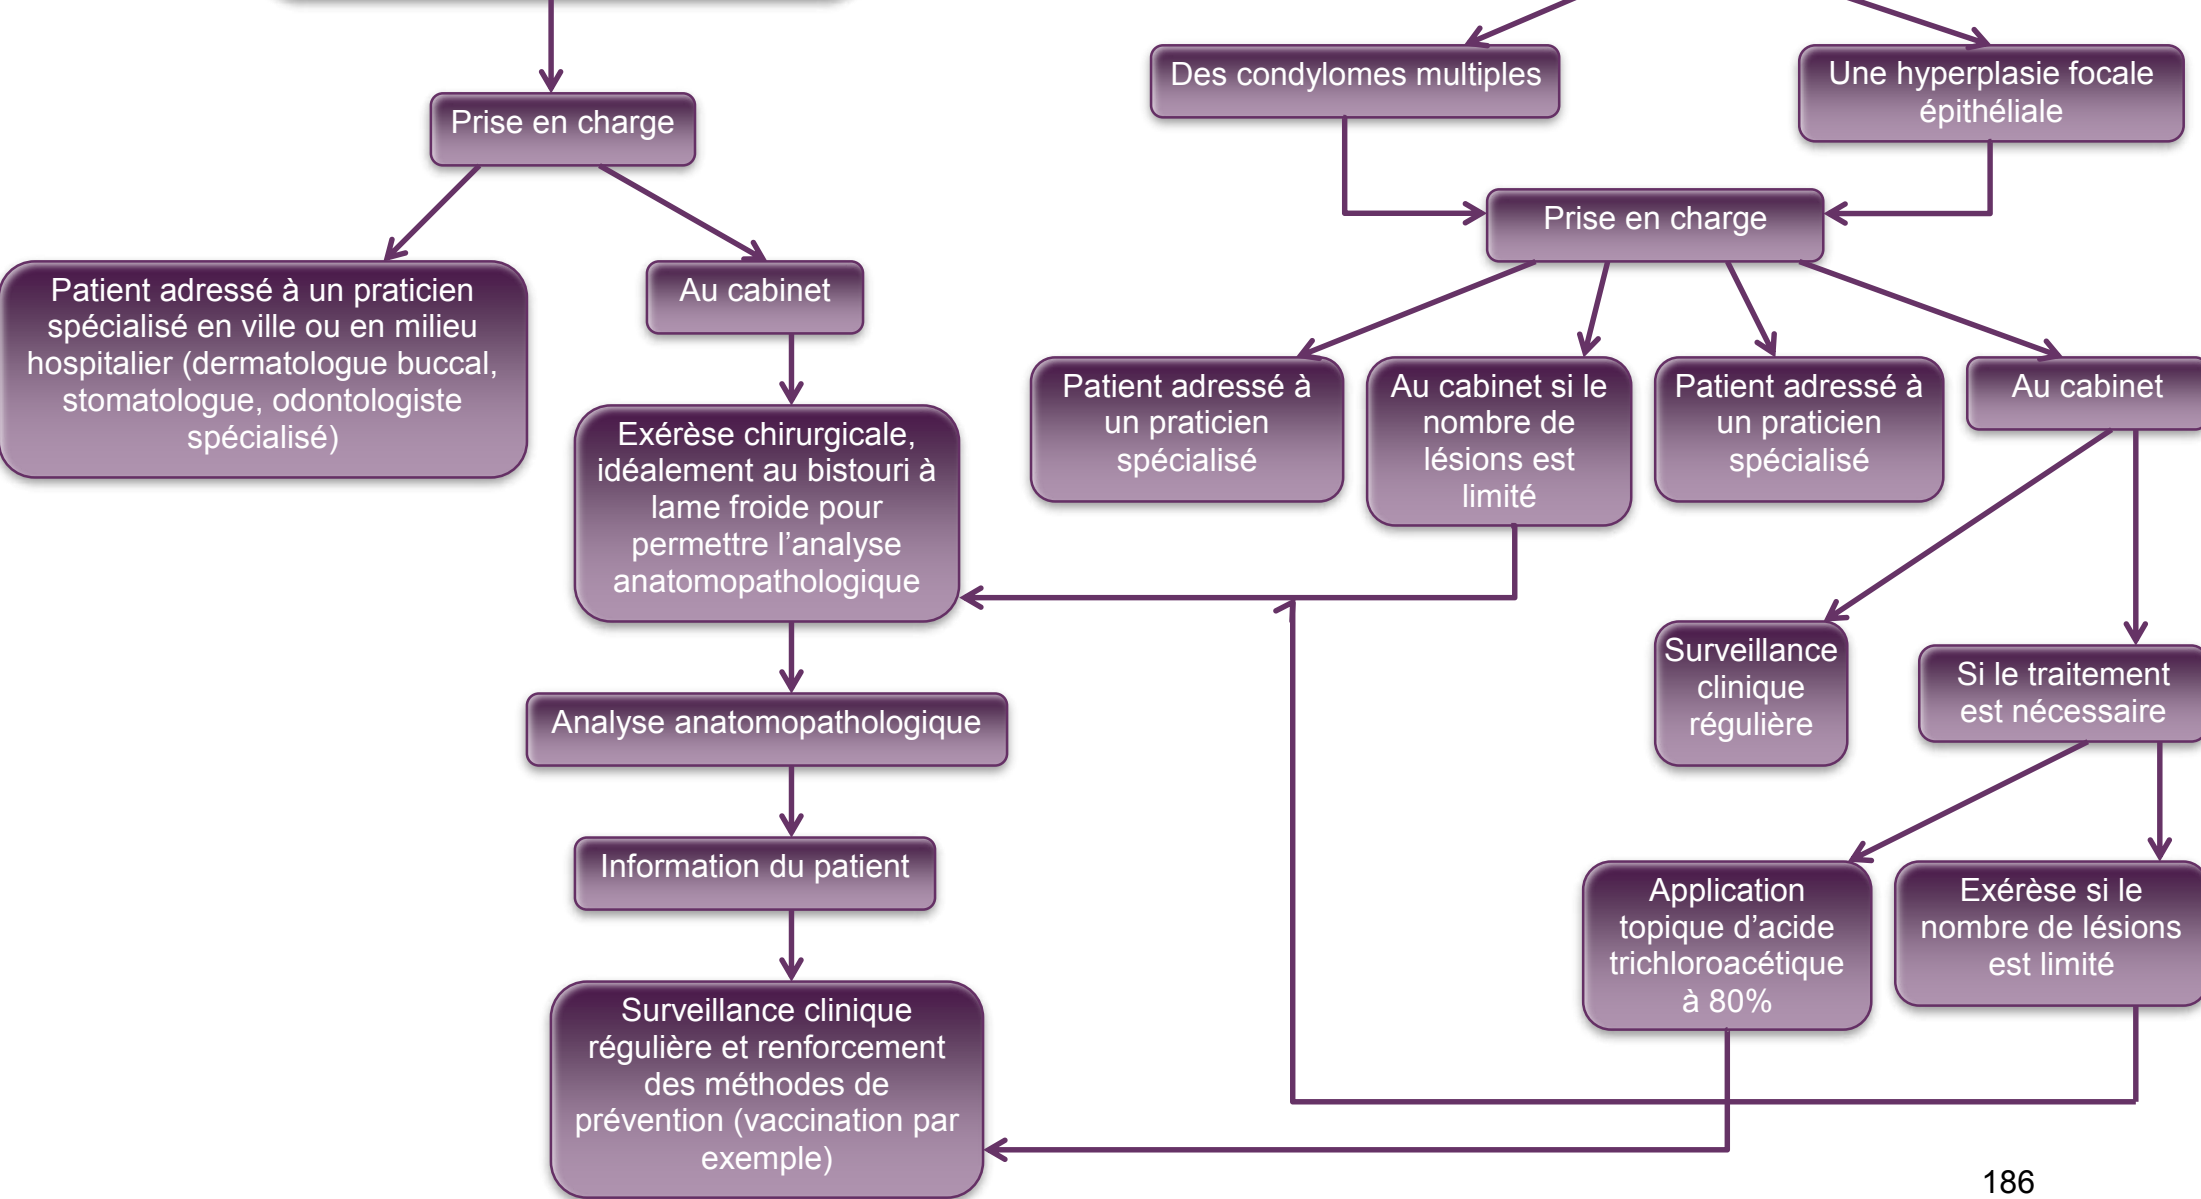 Prise en charge
Patient adressé à un praticien
spécialisé en ville ou en milieu
hospitalier (dermatologue buccal,
stomatologue, odontologiste
spécialisé)
Au cabinet
Exérèse chirurgicale,
idéalement au bistouri à
lame froide pour
permettre l’analyse
anatomopathologique
Analyse anatomopathologique
Information du patient
Surveillance clinique
régulière et renforcement
des méthodes de
prévention (vaccination par
exemple)
Des condylomes multiples
Une hyperplasie focale
épithéliale
Prise en charge
Patient adressé à
un praticien
spécialisé
Au cabinet si le
nombre de
lésions est
limité
Patient adressé à
un praticien
spécialisé
Au cabinet
Surveillance
clinique
régulière
Si le traitement
est nécessaire
Application
topique d’acide
trichloroacétique
à 80%
Exérèse si le
nombre de lésions
est limité
186